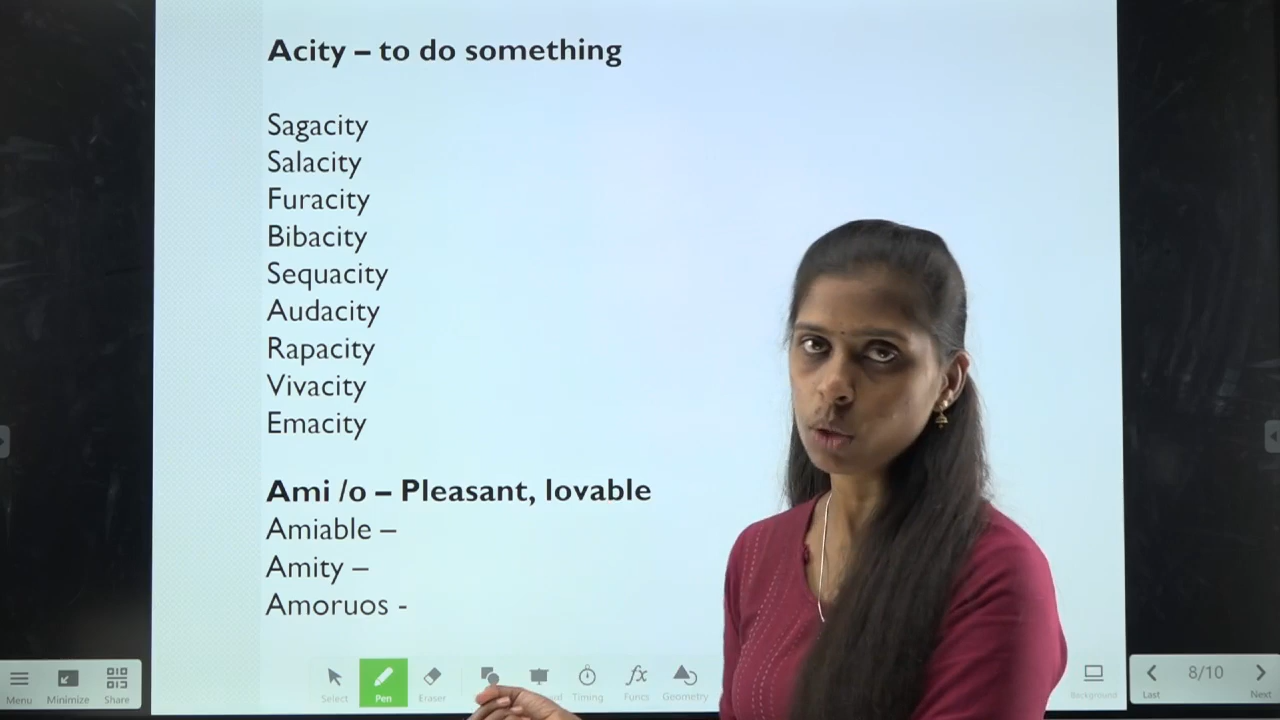 Acity – to do something
Sagacity
Salacity
Furacity
Bibacity
Sequacity
Audacity
Rapacity
Vivacity
Emacity
Ami /o – Pleasant, lovable
Amiable –
Amity –
Amoruos -
Select
Pen
Eraser
Timing
Funcs
Geometry
Background
Menu
Minimize
Share
Last
8/10
Next